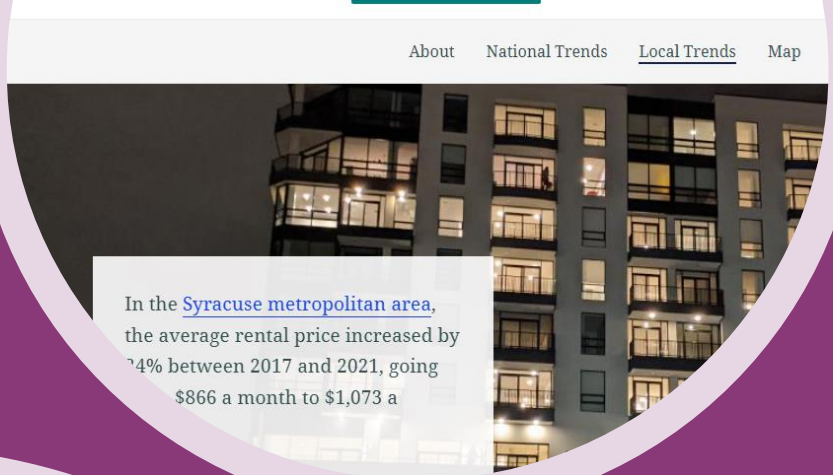 About National Trends Local Trends Map
In the Syracuse metropolitan area,
the average rental price increased by
between 2017 and 2021, going
$866 a month to $1,073 a